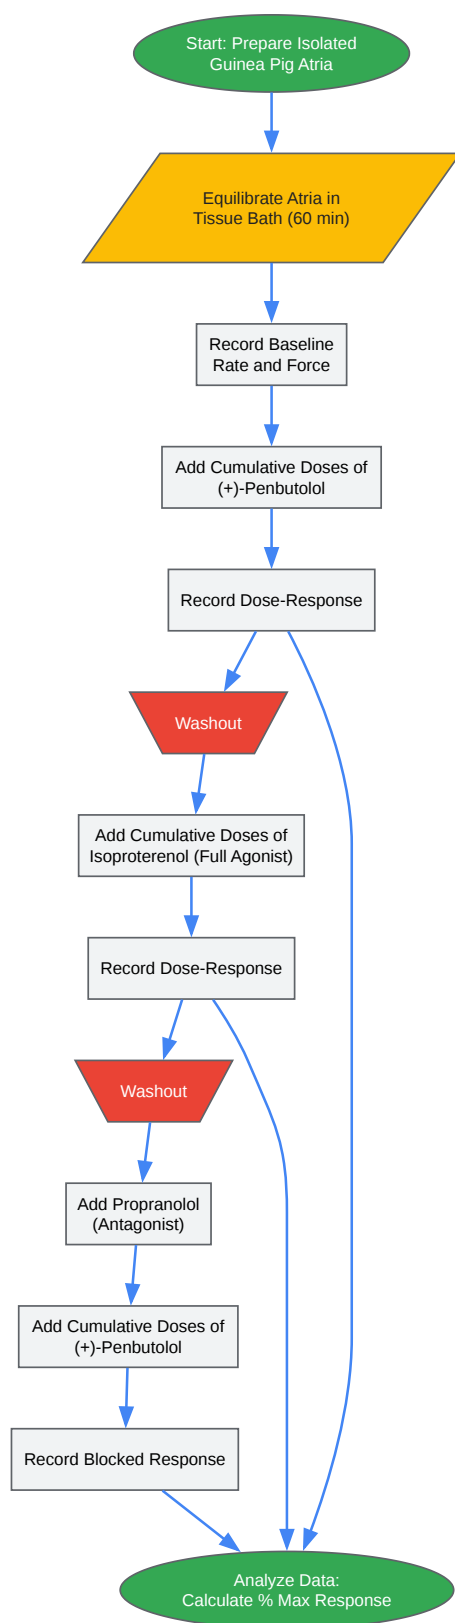 Start: Prepare Isolated
Guinea Pig Atria
Equilibrate Atria in
Tissue Bath (60 min)
Record Baseline
Rate and Force
Add Cumulative Doses of
(+)-Penbutolol
Record Dose-Response
Washout
Add Cumulative Doses of
Isoproterenol (Full Agonist)
Record Dose-Response
Washout
Add Propranolol
(Antagonist)
Add Cumulative Doses of
(+)-Penbutolol
Record Blocked Response
Analyze Data:
Calculate % Max Response